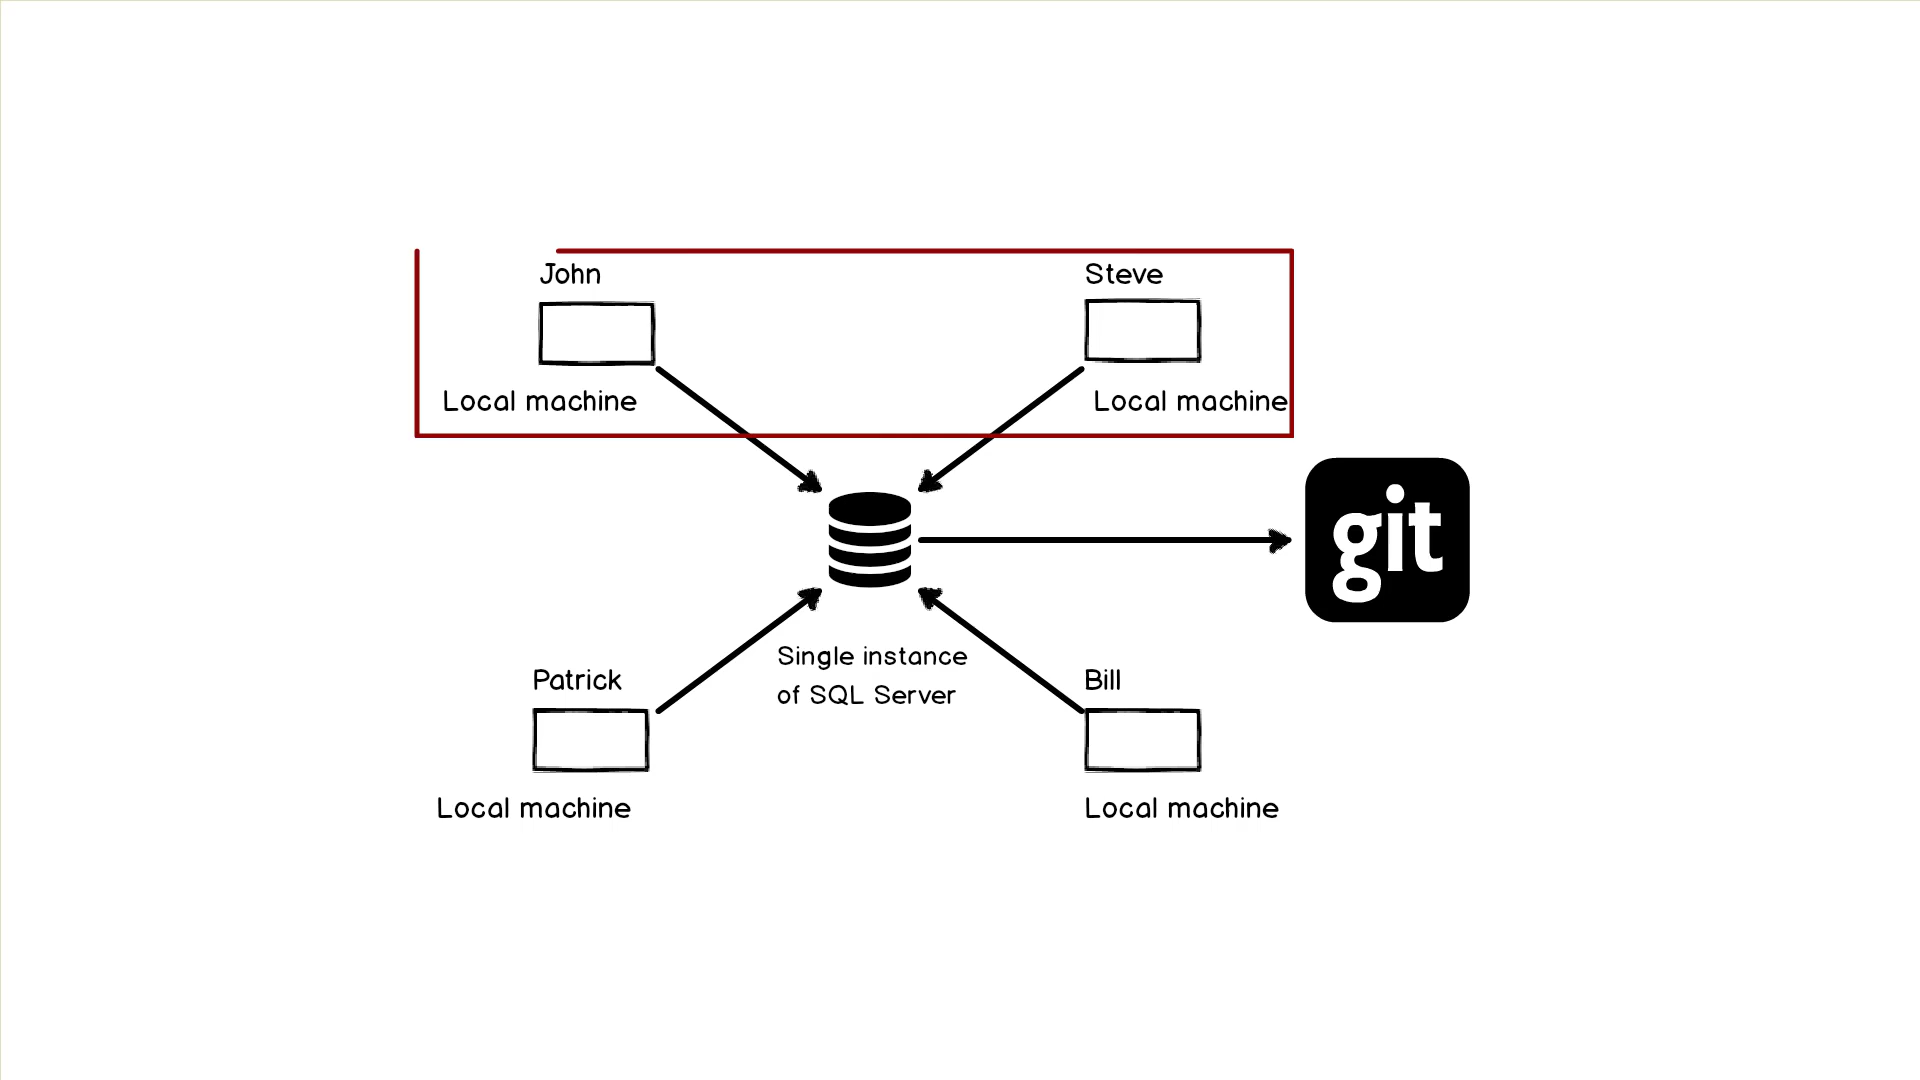 John
Steve
Local machine
Local machine
git
Single instance
of SQL Server
Patrick
Bill
Local machine
Local machine